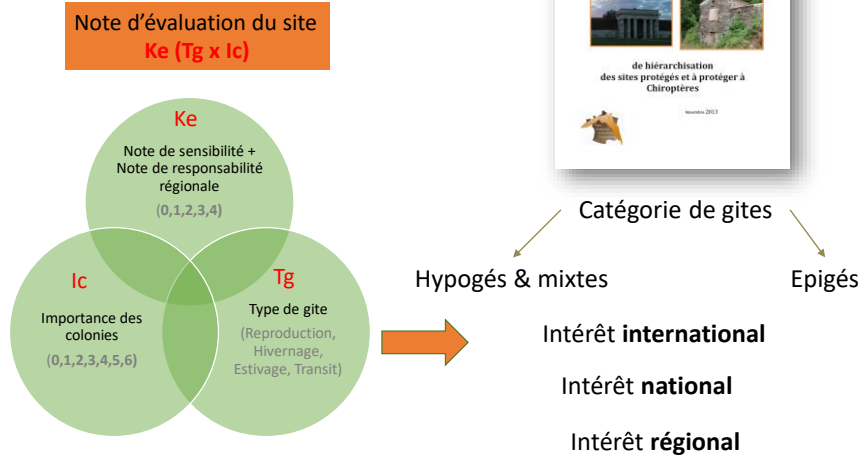 Note d'évaluation du site
Ke (Tg x Ic)
Ke
Note de sensibilité +
Note de responsabilité
régionale
(0,1,2,3,4)
Ic
Importance des
colonies
(0,1,2,3,4,5,6)
Tg
Type de gite
(Reproduction,
Hivernage,
Estivage, Transit)
de hiérarchisation
des sites protégés et à protéger à
Chiroptères
Novembre 2013
Catégorie de gites
Hypogés & mixtes
Epigés
Intérêt international
Intérêt national
Intérêt régional